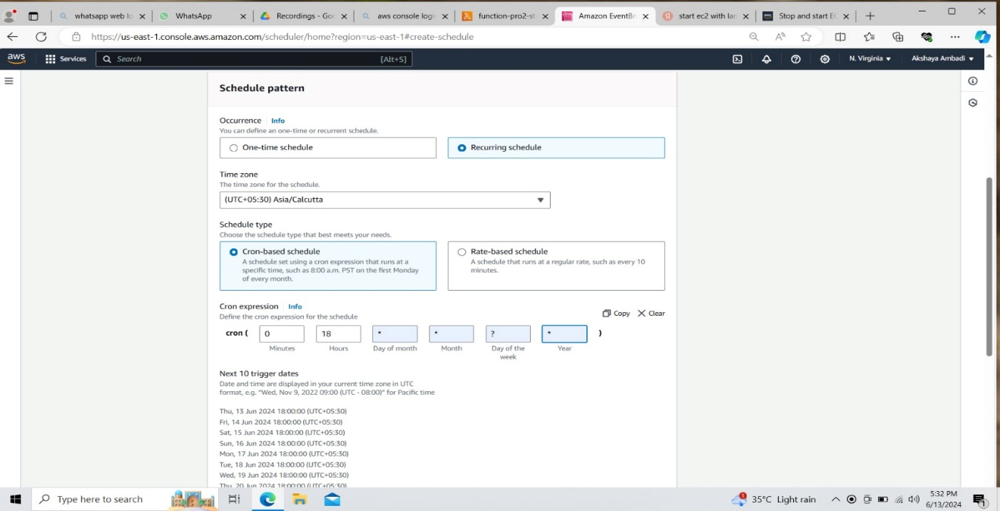 whatsapp web lo
WhatsApp
Recordings - Goo
aws console logi
function-pro2-st
Amazon EventBri
start ec2 with lam
Stop and start EC
https://us-east-1.console.aws.amazon.com/scheduler/home?region=us-east-1#create-schedule
aws
Services
Search
[Alt+S]
N. Virginia
Akshaya Ambadi
Schedule pattern
Occurrence
Info
You can define an one-time or recurrent schedule.
One-time schedule
Recurring schedule
Time zone
The time zone for the schedule.
(UTC+05:30) Asia/Calcutta
Schedule type
Choose the schedule type that best meets your needs.
Cron-based schedule
A schedule set using a cron expression that runs at a
specific time, such as 8:00 a.m. PST on the first Monday
of every month.
Rate-based schedule
A schedule that runs at a regular rate, such as every 10
minutes.
Cron expression
Info
Define the cron expression for the schedule
Copy
Clear
cron ( 0 18 * * ? * )
Minutes
Hours
Day of month
Month
Day of the
week
Year
Next 10 trigger dates
Date and time are displayed in your current time zone in UTC
format, e.g. "Wed, Nov 9, 2022 09:00 (UTC - 08:00)" for Pacific time
Thu, 13 Jun 2024 18:00:00 (UTC+05:30)
Fri, 14 Jun 2024 18:00:00 (UTC+05:30)
Sat, 15 Jun 2024 18:00:00 (UTC+05:30)
Sun, 16 Jun 2024 18:00:00 (UTC+05:30)
Mon, 17 Jun 2024 18:00:00 (UTC+05:30)
Tue, 18 Jun 2024 18:00:00 (UTC+05:30)
Wed, 19 Jun 2024 18:00:00 (UTC+05:30)
Thu, 20 Jun 2024 18:00:00 (UTC+05:30)
Type here to search
1
35°C Light rain
5:32 PM
6/13/2024
1